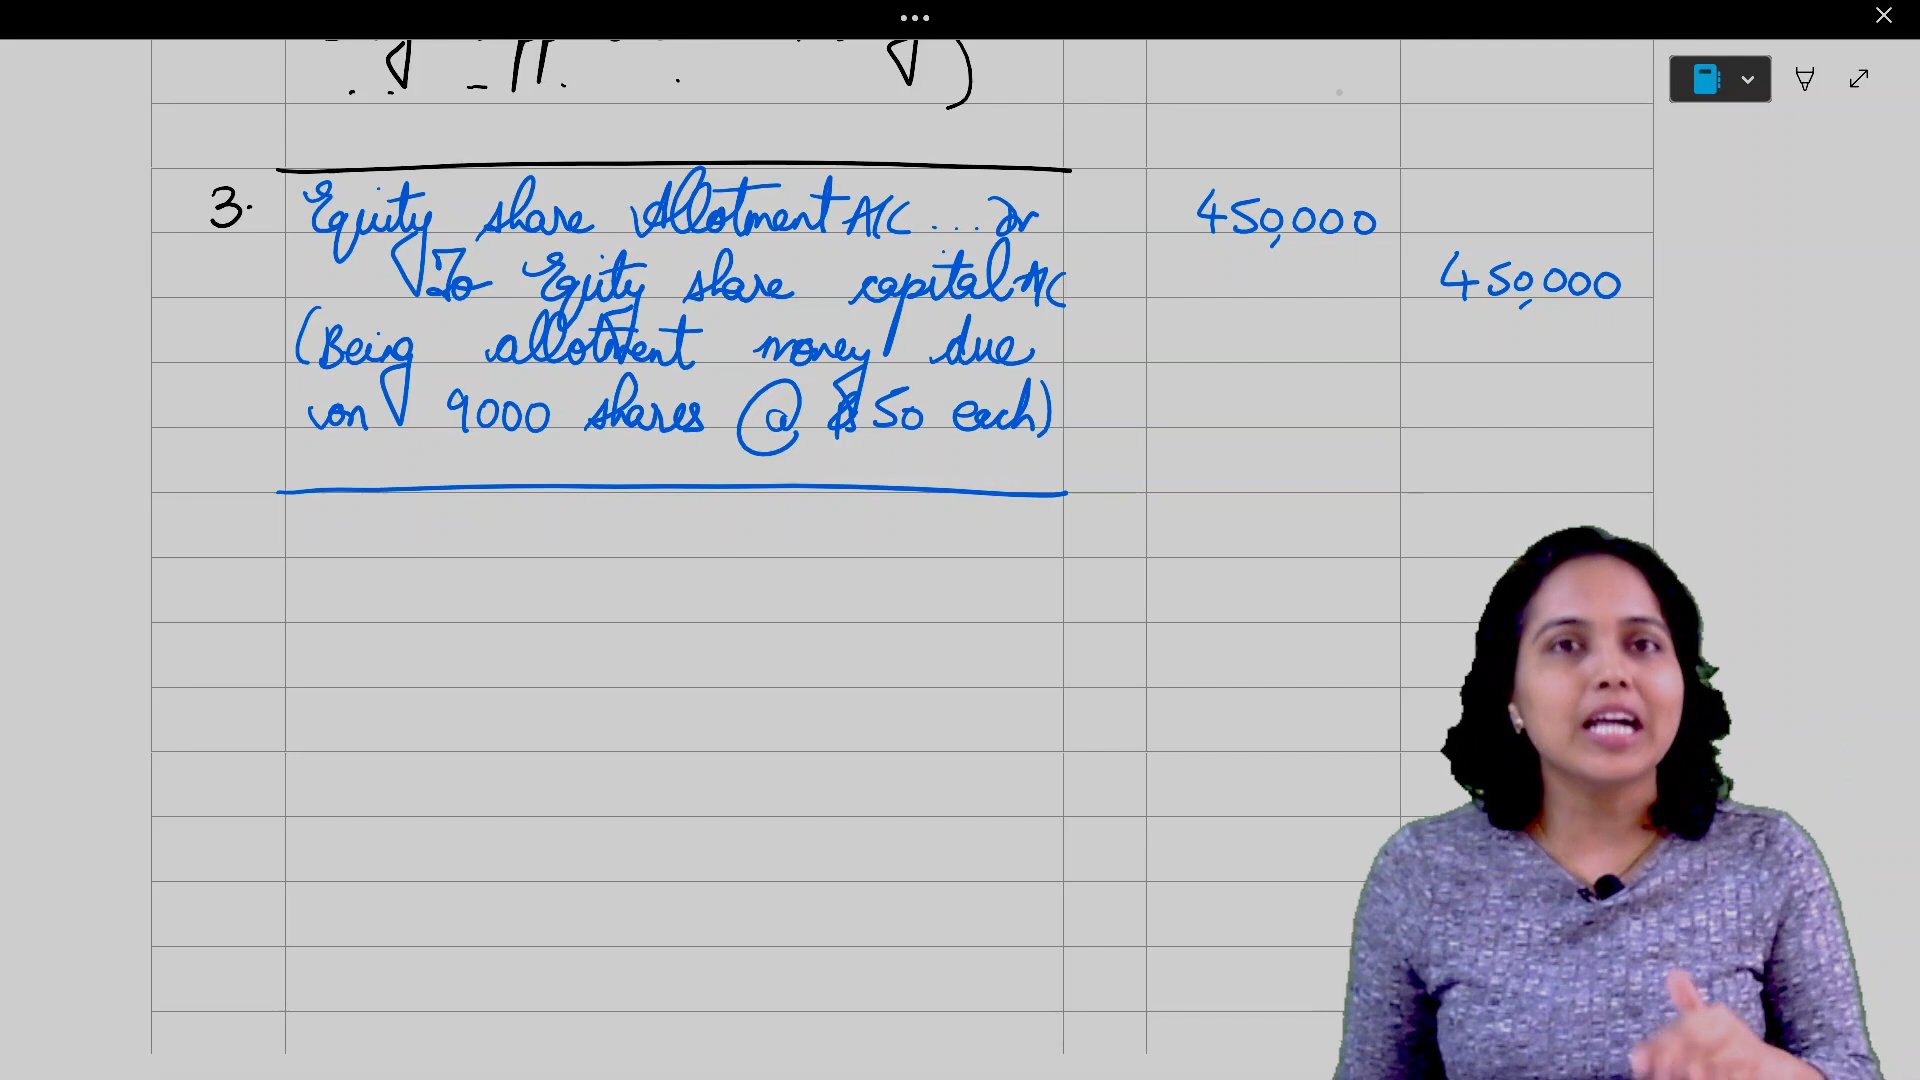 3. Equity share Allotment A/C ... Dr 450,000
To Equity share capital A/C 450,000
(Being allotment money due
on 9000 shares @ $50 each)